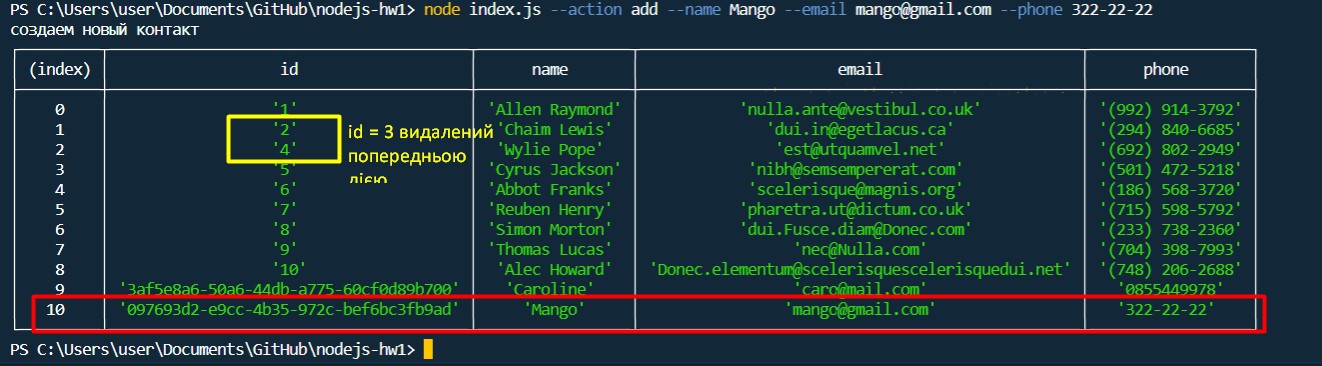 PS C:\Users\user\Documents\GitHub\nodejs-hw1> node index.js --action add --name Mango --email mango@gmail.com --phone 322-22-22
создаем новый контакт
(index) id name email phone
0 '1' 'Allen Raymond' 'nulla.ante@vestibul.co.uk' '(992) 914-3792'
1 '2' 'Chaim Lewis' 'dui.in@egetlacus.ca' '(294) 840-6685'
2 '4' 'Wylie Pope' 'est@utquamvel.net' '(692) 802-2949'
3 '5' 'Cyrus Jackson' 'nibh@semsempererat.com' '(501) 472-5218'
4 '6' 'Abbot Franks' 'scelerisque@magnis.org' '(186) 568-3720'
5 '7' 'Reuben Henry' 'pharetra.ut@dictum.co.uk' '(715) 598-5792'
6 '8' 'Simon Morton' 'dui.Fusce.diam@Donec.com' '(233) 738-2360'
7 '9' 'Thomas Lucas' 'nec@Nulla.com' '(704) 398-7993'
8 '10' 'Alec Howard' 'Donec.elementum@scelerisquescelerisquedui.net' '(748) 206-2688'
9 '3af5e8a6-50a6-44db-a775-60cf0d89b700' 'Caroline' 'caro@mail.com' '0855449978'
10 '097693d2-e9cc-4b35-972c-bef6bc3fb9ad' 'Mango' 'mango@gmail.com' '322-22-22'
id = 3 видалений
попередньою
дією
PS C:\Users\user\Documents\GitHub\nodejs-hw1>